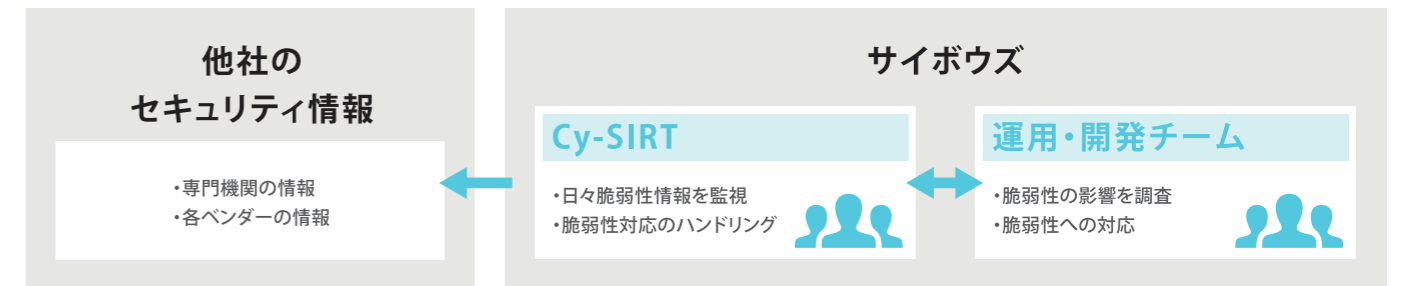 他社の
セキュリティ情報
・専門機関の情報
・各ベンダーの情報
サイボウズ
Cy-SIRT
・日々脆弱性情報を監視
・脆弱性対応のハンドリング
運用・開発チーム
・脆弱性の影響を調査
・脆弱性への対応